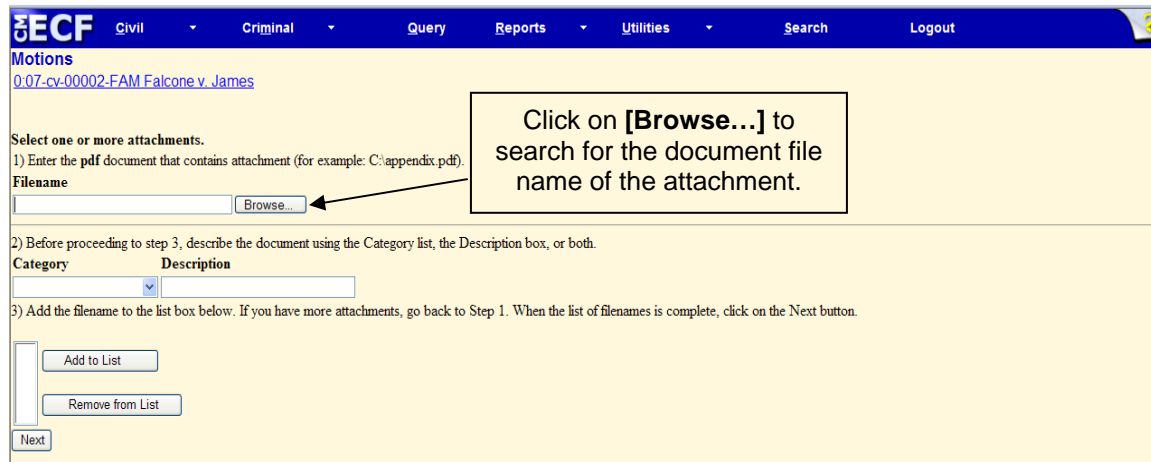 CM ECF Civil Criminal Query Reports Utilities Search Logout ?
Motions
0:07-cv-00002-FAM Falcone v. James
Click on [Browse…] to
search for the document file
name of the attachment.
Select one or more attachments.
1) Enter the pdf document that contains attachment (for example: C:\appendix.pdf).
Filename
Browse...
2) Before proceeding to step 3, describe the document using the Category list, the Description box, or both.
Category Description
3) Add the filename to the list box below. If you have more attachments, go back to Step 1. When the list of filenames is complete, click on the Next button.
Add to List
Remove from List
Next